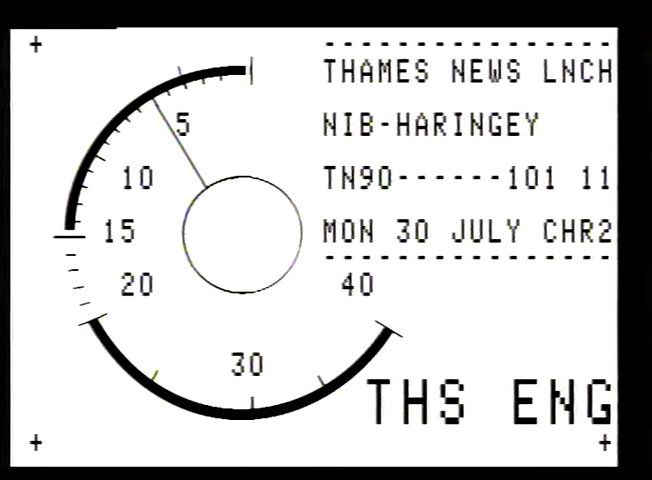 THAMES NEWS LNCH
NIB-HARINGEY
TN90------101 11
MON 30 JULY CHR2
5
10
15
20
30
40
THS ENG